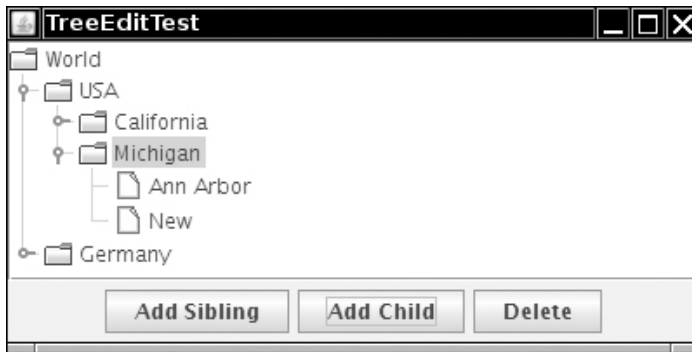 TreeEditTest
World
USA
California
Michigan
Ann Arbor
New
Germany
Add Sibling Add Child Delete